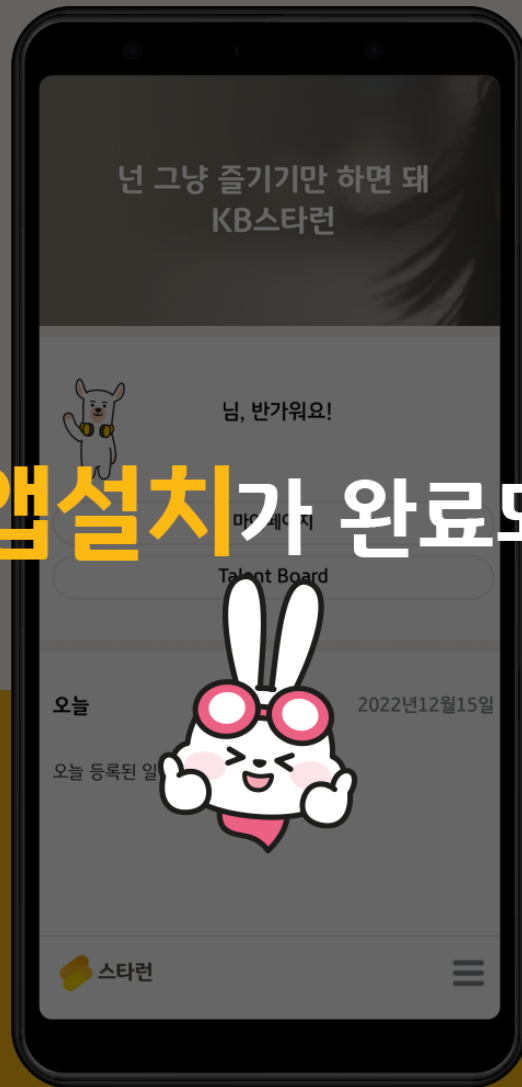 넌 그냥 즐기기만 하면 돼
KB스타런
님, 반가워요!
앱설치가 완료되
Talent Board
오늘
2022년12월15일
오늘 등록된
스타런